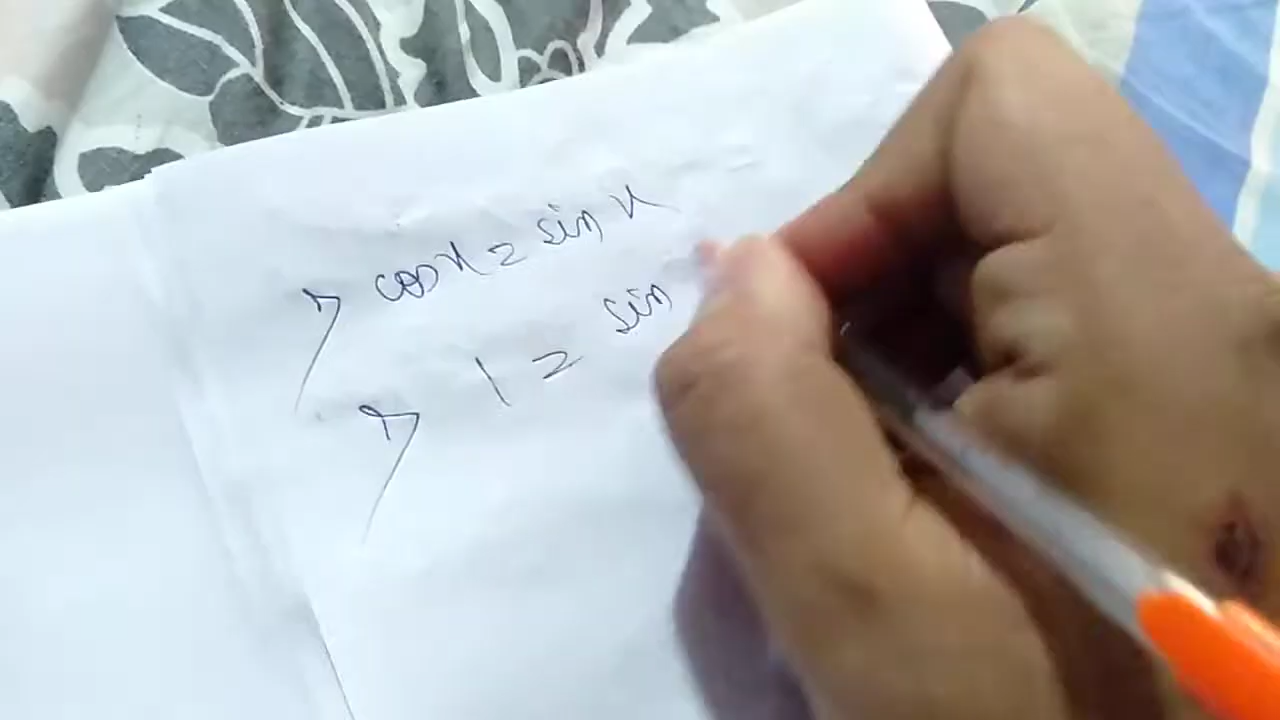 ⇒ cos x = sin x
⇒ 1 = sin